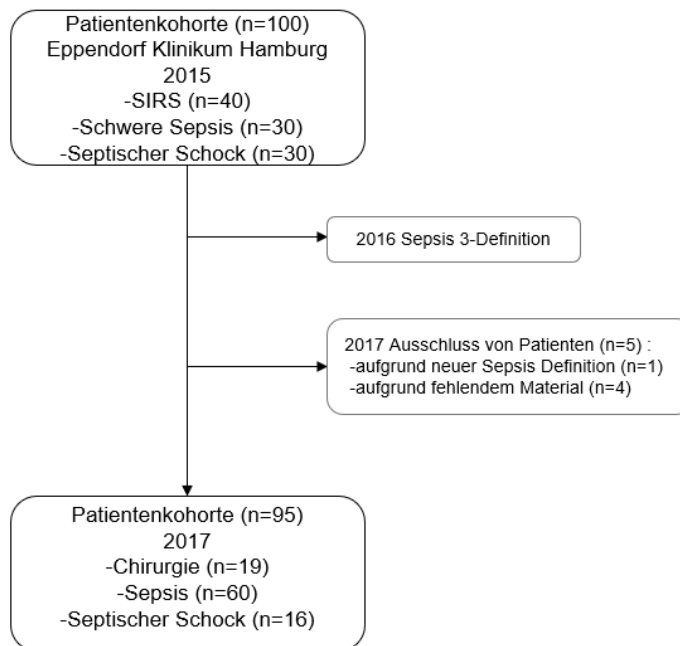 Patientenkohorte (n=100)
Eppendorf Klinikum Hamburg
2015
-SIRS (n=40)
-Schwere Sepsis (n=30)
-Septischer Schock (n=30)
2016 Sepsis 3-Definition
2017 Ausschluss von Patienten (n=5) :
-aufgrund neuer Sepsis Definition (n=1)
-aufgrund fehlendem Material (n=4)
Patientenkohorte (n=95)
2017
-Chirurgie (n=19)
-Sepsis (n=60)
-Septischer Schock (n=16)